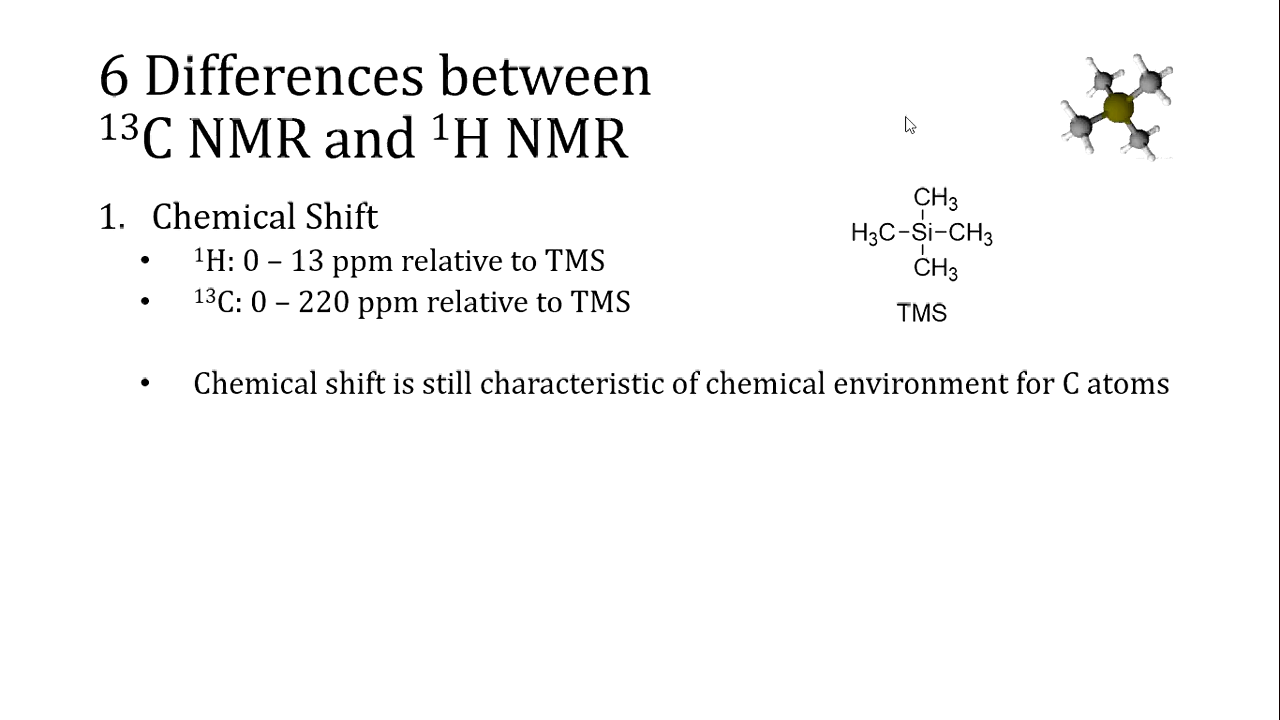 6 Differences between
¹³C NMR and ¹H NMR
1. Chemical Shift
• ¹H: 0 – 13 ppm relative to TMS
• ¹³C: 0 – 220 ppm relative to TMS
• Chemical shift is still characteristic of chemical environment for C atoms
CH₃
H₃C–Si–CH₃
CH₃
TMS